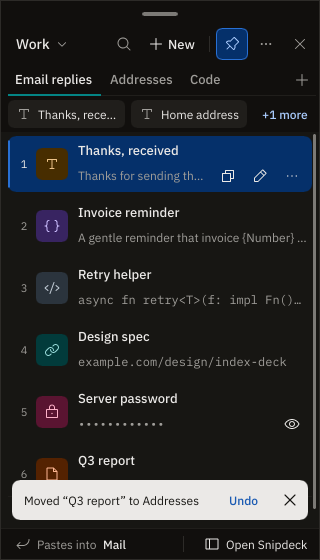 Work
New
Email replies
Addresses
Code
Thanks, rece...
Home address
+1 more
1
Thanks, received
Thanks for sending th...
2
Invoice reminder
A gentle reminder that invoice {Number} ...
3
Retry helper
async fn retry<T>(f: impl Fn()...
4
Design spec
example.com/design/index-deck
5
Server password
••••••••••••
6
Q3 report
Moved “Q3 report” to Addresses
Undo
Pastes into Main
Open Snipdeck